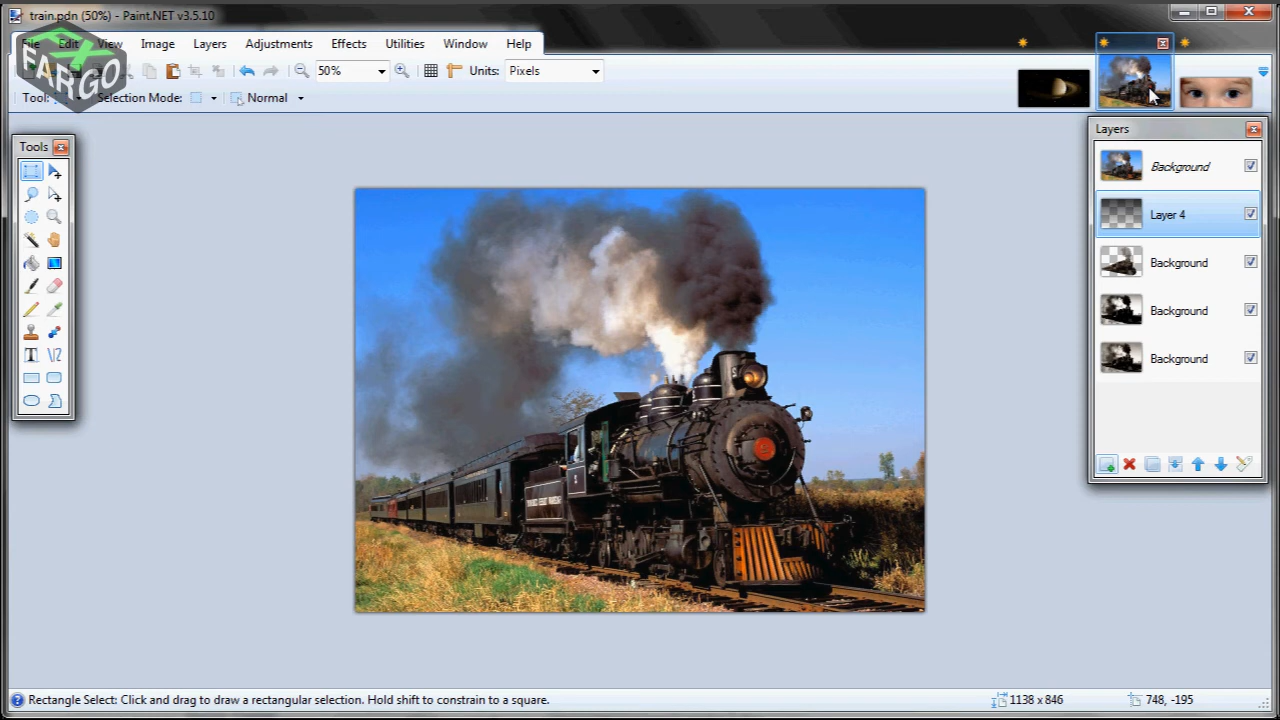 train.pdn (50%) - Paint.NET v3.5.10
File Edit View Image Layers Adjustments Effects Utilities Window Help
FARGO
50% Units: Pixels
Tool: Selection Mode: Normal
Tools
Layers
Background
Layer 4
Background
Background
Background
Rectangle Select: Click and drag to draw a rectangular selection. Hold shift to constrain to a square.
1138 x 846
748, -195